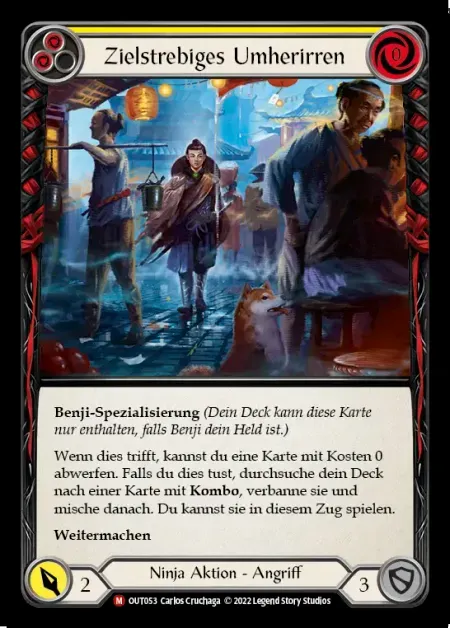 Zielstrebiges Umherirren
0
Benji-Spezialisierung (Dein Deck kann diese Karte
nur enthalten, falls Benji dein Held ist.)
Wenn dies trifft, kannst du eine Karte mit Kosten 0
abwerfen. Falls du dies tust, durchsuche dein Deck
nach einer Karte mit Kombo, verbanne sie und
mische danach. Du kannst sie in diesem Zug spielen.
Weitermachen
2
Ninja Aktion - Angriff
3
M OUT053 Carlos Cruchaga © 2022 Legend Story Studios